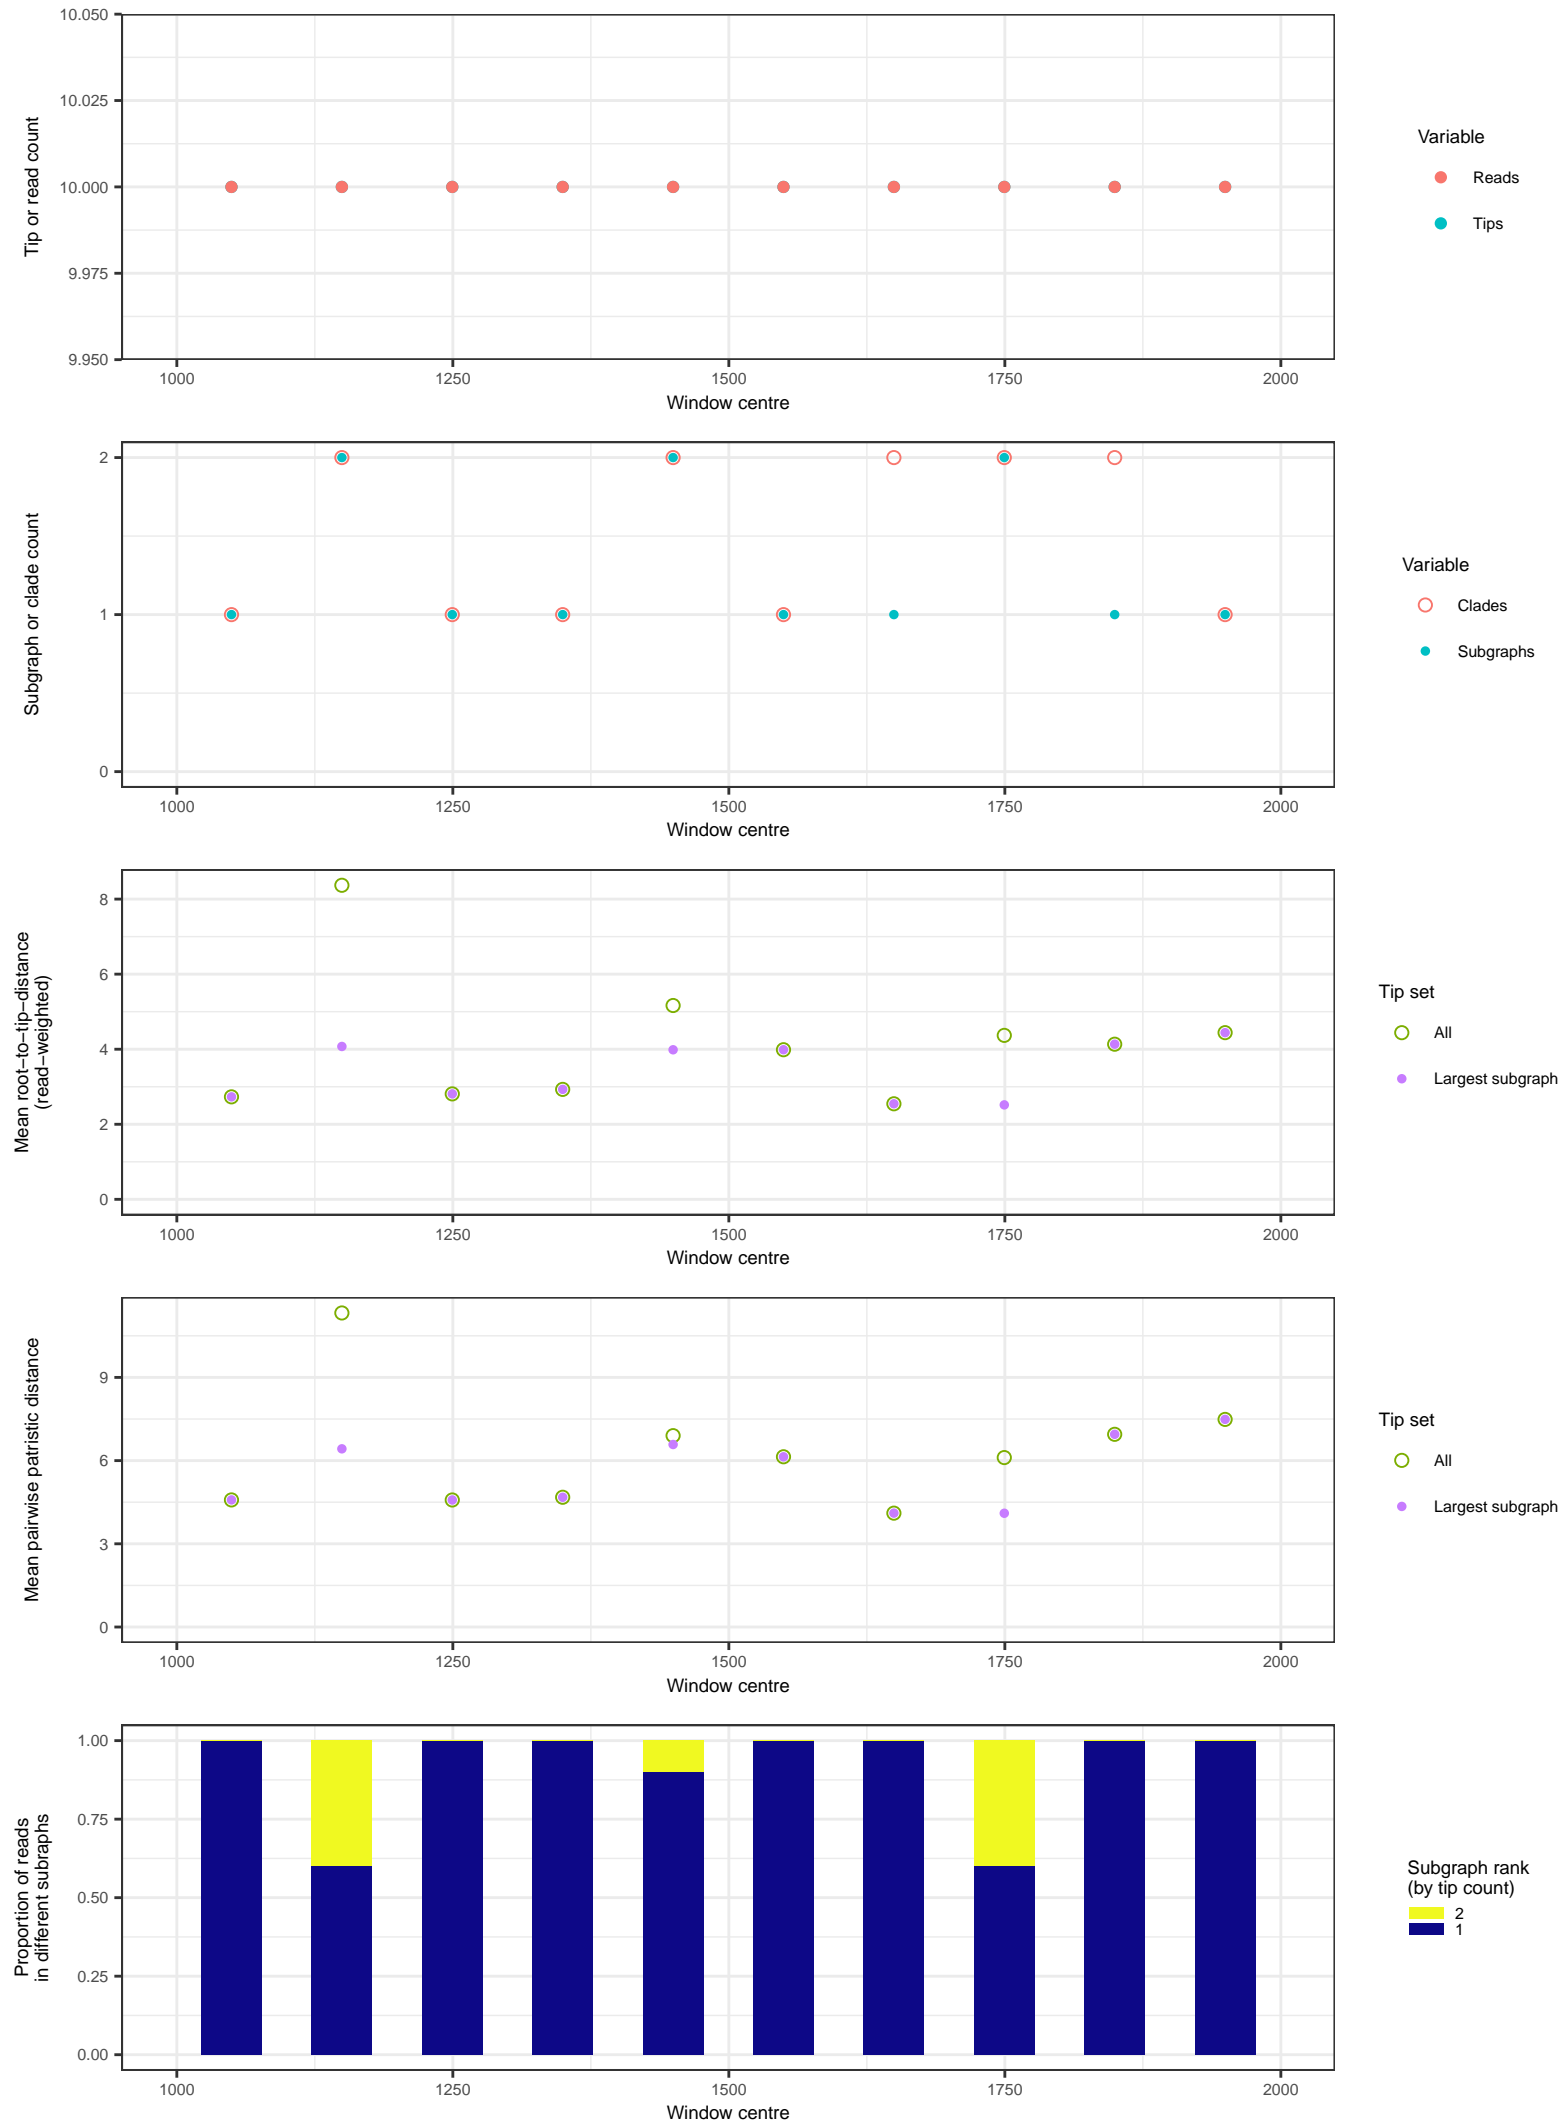 10.050
10.025
10.000
9.975
9.950
Tip or read count
1000 1250 1500 1750 2000
Window centre
Variable
Reads
Tips
2
1
0
Subgraph or clade count
1000 1250 1500 1750 2000
Window centre
Variable
Clades
Subgraphs
8
6
4
2
0
Mean root−to−tip−distance
(read−weighted)
1000 1250 1500 1750 2000
Window centre
Tip set
All
Largest subgraph
9
6
3
0
Mean pairwise patristic distance
1000 1250 1500 1750 2000
Window centre
Tip set
All
Largest subgraph
1.00
0.75
0.50
0.25
0.00
Proportion of reads
in different subraphs
1000 1250 1500 1750 2000
Window centre
Subgraph rank
(by tip count)
2
1